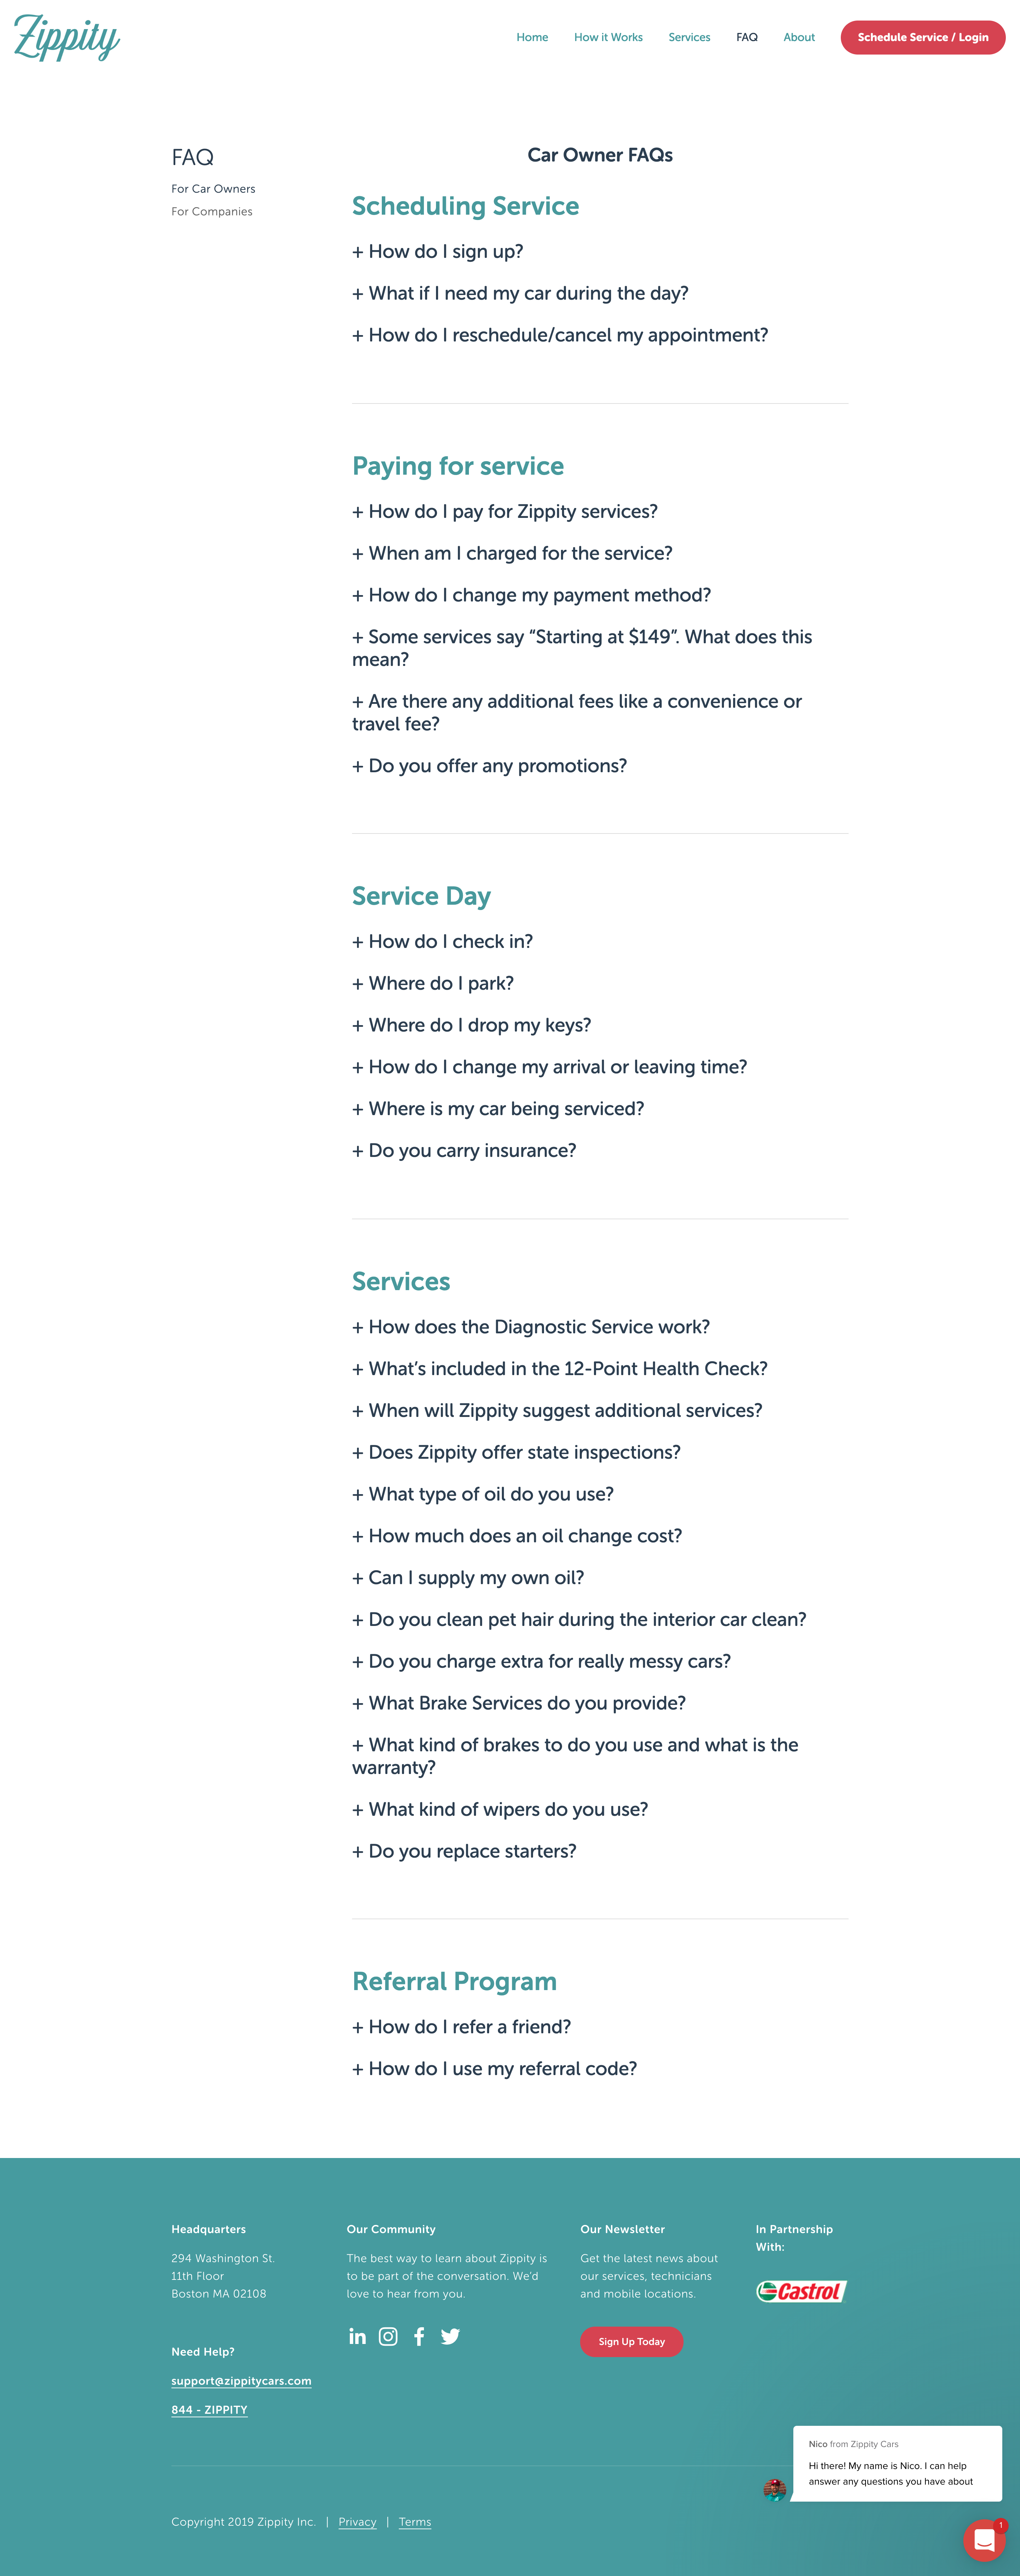 Zippity
Home How it Works Services FAQ About Schedule Service / Login
FAQ
For Car Owners
For Companies
Car Owner FAQs
Scheduling Service
+ How do I sign up?
+ What if I need my car during the day?
+ How do I reschedule/cancel my appointment?
Paying for service
+ How do I pay for Zippity services?
+ When am I charged for the service?
+ How do I change my payment method?
+ Some services say “Starting at $149”. What does this
mean?
+ Are there any additional fees like a convenience or
travel fee?
+ Do you offer any promotions?
Service Day
+ How do I check in?
+ Where do I park?
+ Where do I drop my keys?
+ How do I change my arrival or leaving time?
+ Where is my car being serviced?
+ Do you carry insurance?
Services
+ How does the Diagnostic Service work?
+ What’s included in the 12-Point Health Check?
+ When will Zippity suggest additional services?
+ Does Zippity offer state inspections?
+ What type of oil do you use?
+ How much does an oil change cost?
+ Can I supply my own oil?
+ Do you clean pet hair during the interior car clean?
+ Do you charge extra for really messy cars?
+ What Brake Services do you provide?
+ What kind of brakes to do you use and what is the
warranty?
+ What kind of wipers do you use?
+ Do you replace starters?
Referral Program
+ How do I refer a friend?
+ How do I use my referral code?
Headquarters
294 Washington St.
11th Floor
Boston MA 02108
Need Help?
support@zippitycars.com
844 - ZIPPITY
Our Community
The best way to learn about Zippity is
to be part of the conversation. We’d
love to hear from you.
Our Newsletter
Get the latest news about
our services, technicians
and mobile locations.
Sign Up Today
In Partnership
With:
Castrol
Nico from Zippity Cars
Hi there! My name is Nico. I can help
answer any questions you have about
1
Copyright 2019 Zippity Inc. | Privacy | Terms